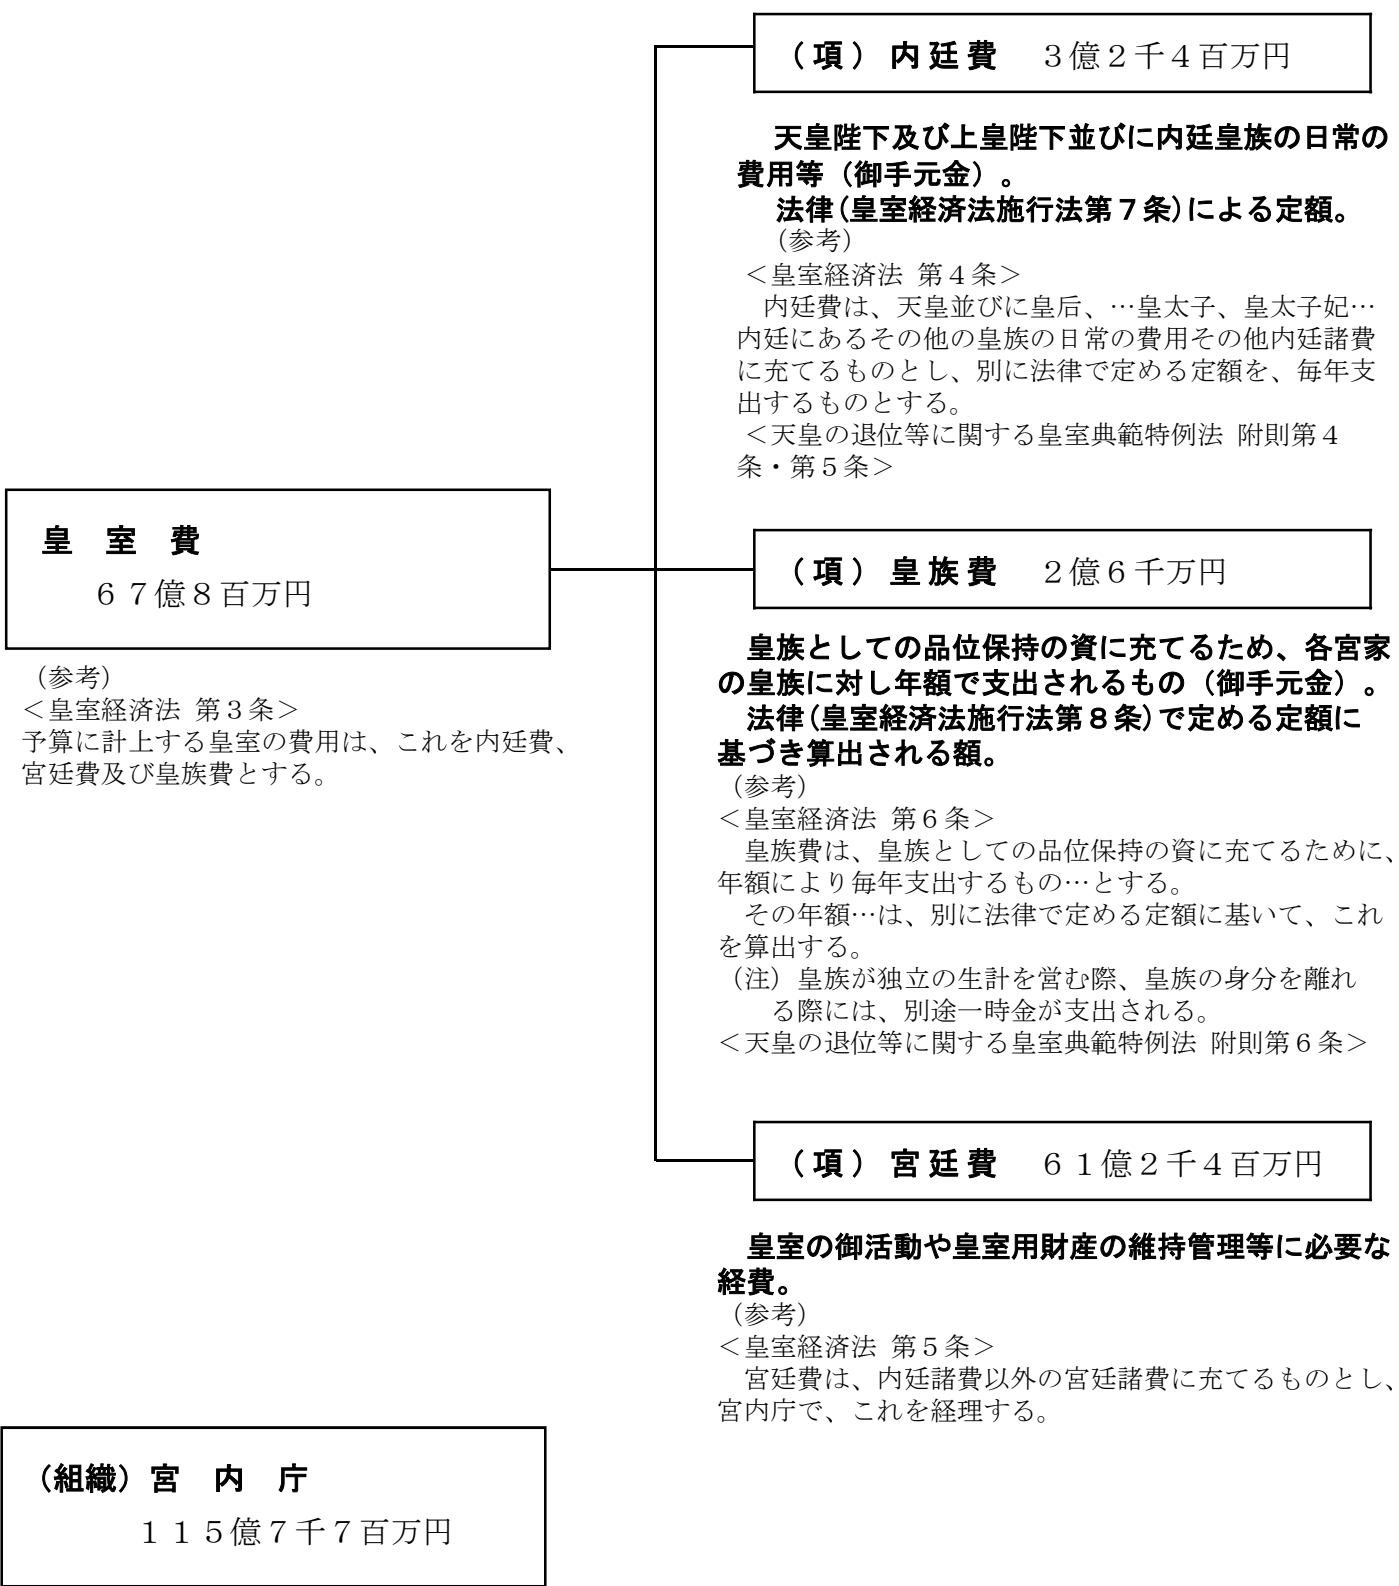 （項）内廷費　３億２千４百万円
天皇陛下及び上皇陛下並びに内廷皇族の日常の
費用等（御手元金）。
法律(皇室経済法施行法第７条)による定額。
（参考）
＜皇室経済法 第４条＞
内廷費は、天皇並びに皇后、…皇太子、皇太子妃…
内廷にあるその他の皇族の日常の費用その他内廷諸費
に充てるものとし、別に法律で定める定額を、毎年支
出するものとする。
＜天皇の退位等に関する皇室典範特例法 附則第４
条・第５条＞
皇　室　費
６７億８百万円
（参考）
＜皇室経済法 第３条＞
予算に計上する皇室の費用は、これを内廷費、
宮廷費及び皇族費とする。
（項）皇族費　２億６千万円
皇族としての品位保持の資に充てるため、各宮家
の皇族に対し年額で支出されるもの（御手元金）。
法律(皇室経済法施行法第８条)で定める定額に
基づき算出される額。
（参考）
＜皇室経済法 第６条＞
皇族費は、皇族としての品位保持の資に充てるために、
年額により毎年支出するもの…とする。
その年額…は、別に法律で定める定額に基いて、これ
を算出する。
（注）皇族が独立の生計を営む際、皇族の身分を離れ
る際には、別途一時金が支出される。
＜天皇の退位等に関する皇室典範特例法 附則第６条＞
（項）宮廷費　６１億２千４百万円
皇室の御活動や皇室用財産の維持管理等に必要な
経費。
（参考）
＜皇室経済法 第５条＞
宮廷費は、内廷諸費以外の宮廷諸費に充てるものとし、
宮内庁で、これを経理する。
（組織）宮　内　庁
１１５億７千７百万円